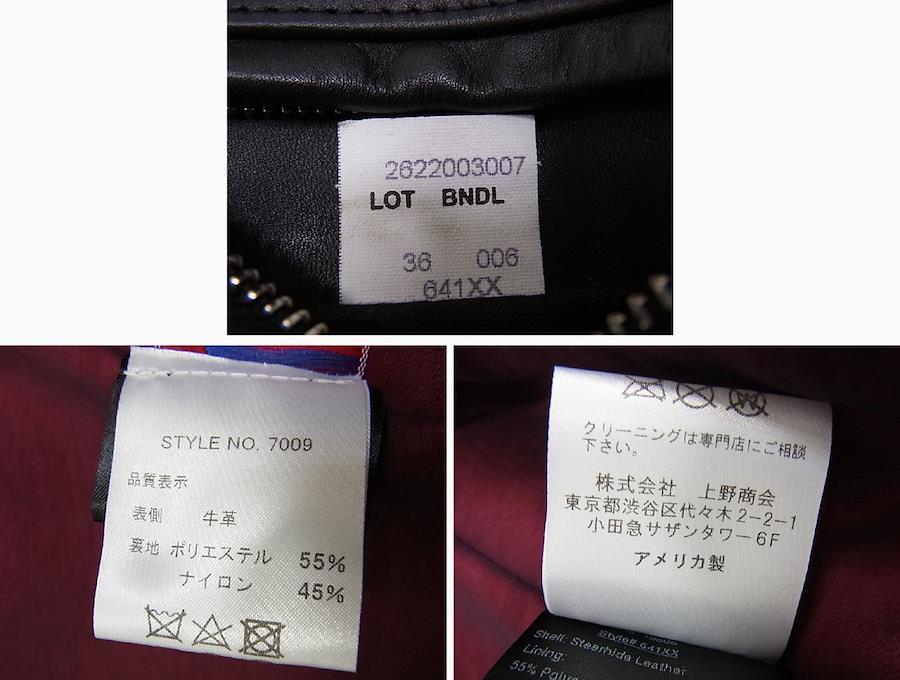 2622003007
LOT BNDL
36 006
641XX
STYLE NO. 7009
品質表示
表側 牛革
裏地 ポリエステル 55%
ナイロン 45%
クリーニングは専門店にご相談
下さい。
株式会社 上野商会
東京都渋谷区代々木2-2-1
小田急サザンタワー6F
アメリカ製
Style# 641XX
Shell: Steerhide Leather
Lining:
55%